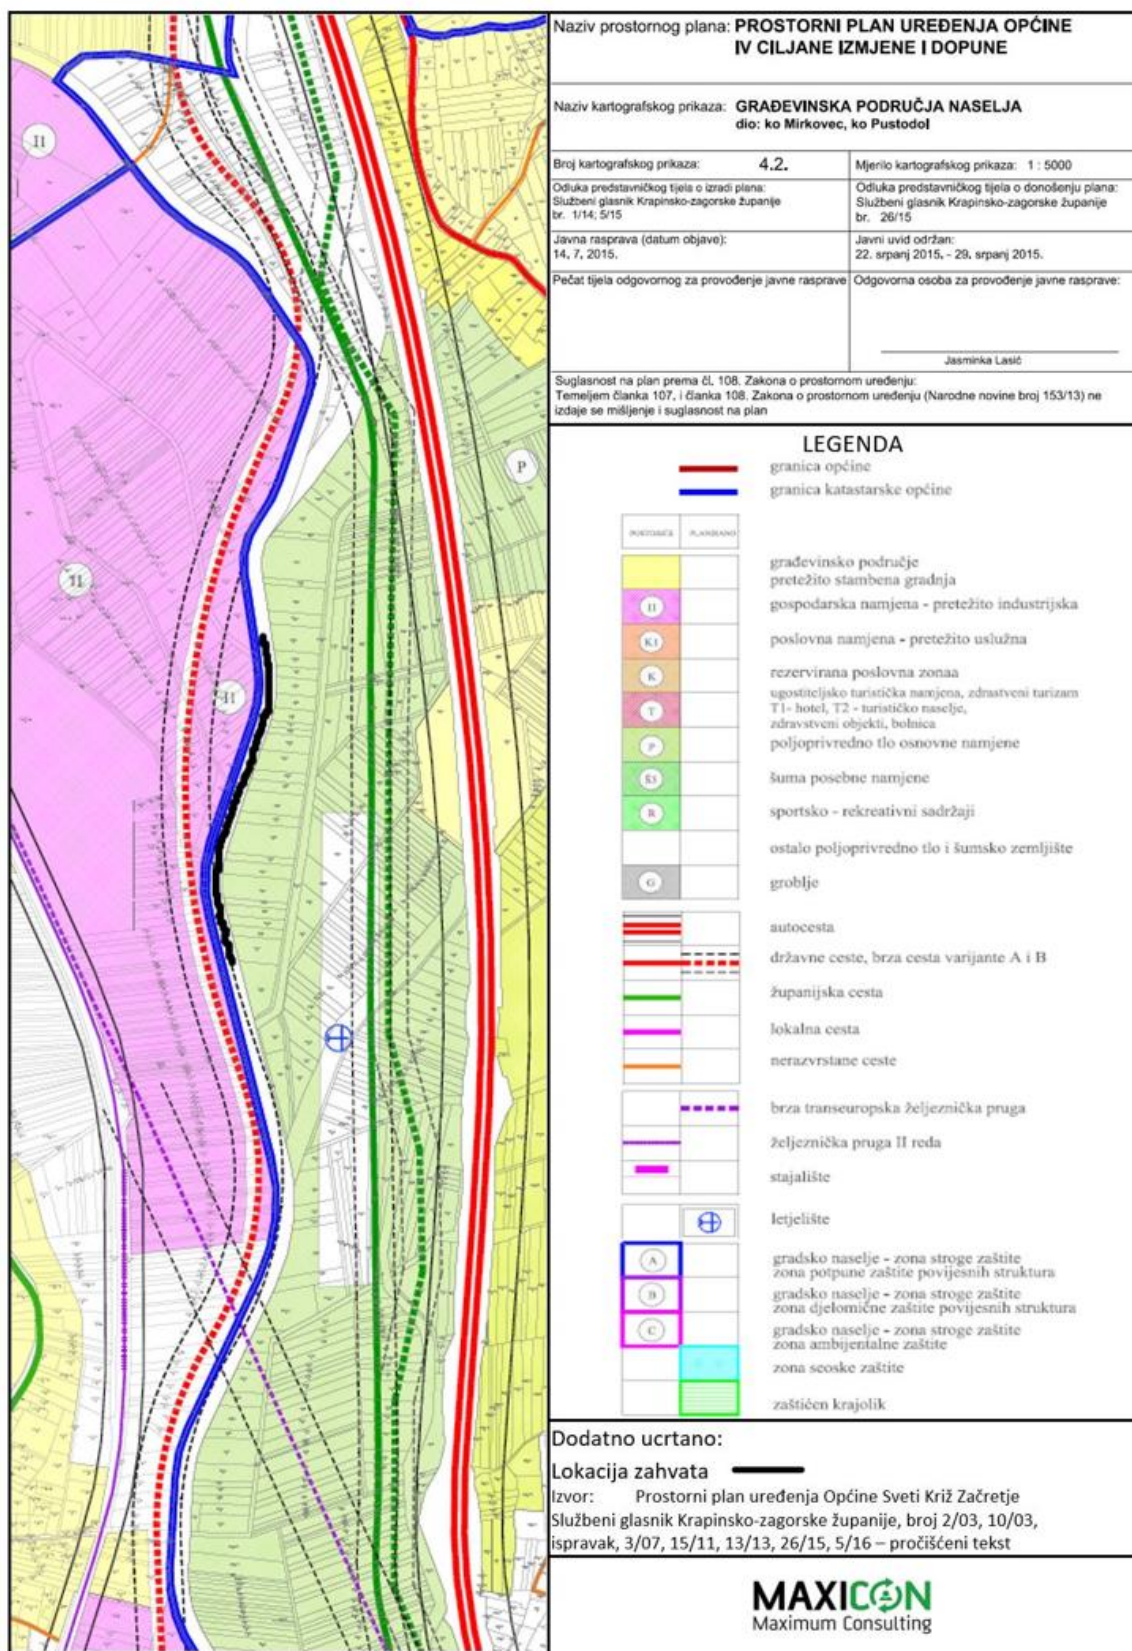 Naziv prostornog plana: PROSTORNI PLAN UREĐENJA OPĆINE
IV CILJANE IZMJENE I DOPUNE
Naziv kartografskog prikaza: GRAĐEVINSKA PODRUČJA NASELJA
dio: ko Mirkovec, ko Pustodol
Broj kartografskog prikaza: 4.2.
Mjerilo kartografskog prikaza: 1 : 5000
Odluka predstavničkog tijela o izradi plana:
Službeni glasnik Krapinsko-zagorske županije
br. 1/14; 5/15
Odluka predstavničkog tijela o donošenju plana:
Službeni glasnik Krapinsko-zagorske županije
br. 26/15
Javna rasprava (datum objave):
14. 7. 2015.
Javni uvid održan:
22. srpanj 2015. - 29. srpanj 2015.
Pečat tijela odgovornog za provođenje javne rasprave
Odgovorna osoba za provođenje javne rasprave:
Jasminka Lasić
Suglasnost na plan prema čl. 108. Zakona o prostornom uređenju:
Temeljem članka 107. i članka 108. Zakona o prostornom uređenju (Narodne novine broj 153/13) ne
izdaje se mišljenje i suglasnost na plan
LEGENDA
granica općine
granica katastarske općine
POSTOJEĆE PLANIRANO
građevinsko područje
pretežito stambena gradnja
I1 gospodarska namjena - pretežito industrijska
K1 poslovna namjena - pretežito uslužna
K rezervirana poslovna zonaa
ugostiteljsko turistička namjena, zdrastveni turizam
T T1- hotel, T2 - turističko naselje,
zdravstveni objekti, bolnica
P poljoprivredno tlo osnovne namjene
Š3 šuma posebne namjene
R sportsko - rekreativni sadržaji
ostalo poljoprivredno tlo i šumsko zemljište
G groblje
autocesta
državne ceste, brza cesta varijante A i B
županijska cesta
lokalna cesta
nerazvrstane ceste
brza transeuropska željeznička pruga
željeznička pruga II reda
stajalište
letjelište
A gradsko naselje - zona stroge zaštite
zona potpune zaštite povijesnih struktura
B gradsko naselje - zona stroge zaštite
zona djelomične zaštite povijesnih struktura
C gradsko naselje - zona stroge zaštite
zona ambijentalne zaštite
zona seoske zaštite
zaštićen krajolik
Dodatno ucrtano:
Lokacija zahvata
Izvor: Prostorni plan uređenja Općine Sveti Križ Začretje
Službeni glasnik Krapinsko-zagorske županije, broj 2/03, 10/03,
ispravak, 3/07, 15/11, 13/13, 26/15, 5/16 – pročišćeni tekst
MAXICON
Maximum Consulting
I1
P
I1
I1